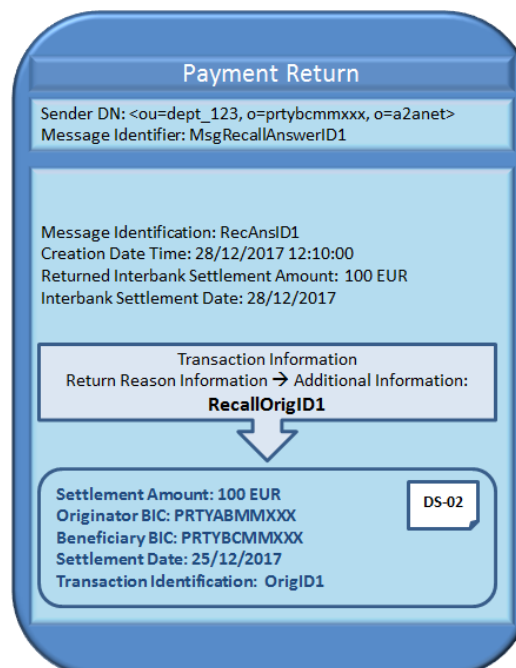 Payment Return
Sender DN: <ou=dept_123, o=prtybcmmxxx, o=a2anet>
Message Identifier: MsgRecallAnswerID1
Message Identification: RecAnsID1
Creation Date Time: 28/12/2017 12:10:00
Returned Interbank Settlement Amount: 100 EUR
Interbank Settlement Date: 28/12/2017
Transaction Information
Return Reason Information → Additional Information:
RecallOrigID1
Settlement Amount: 100 EUR
Originator BIC: PRTYABMMXXX
Beneficiary BIC: PRTYBCMMXXX
Settlement Date: 25/12/2017
Transaction Identification: OrigID1
DS-02